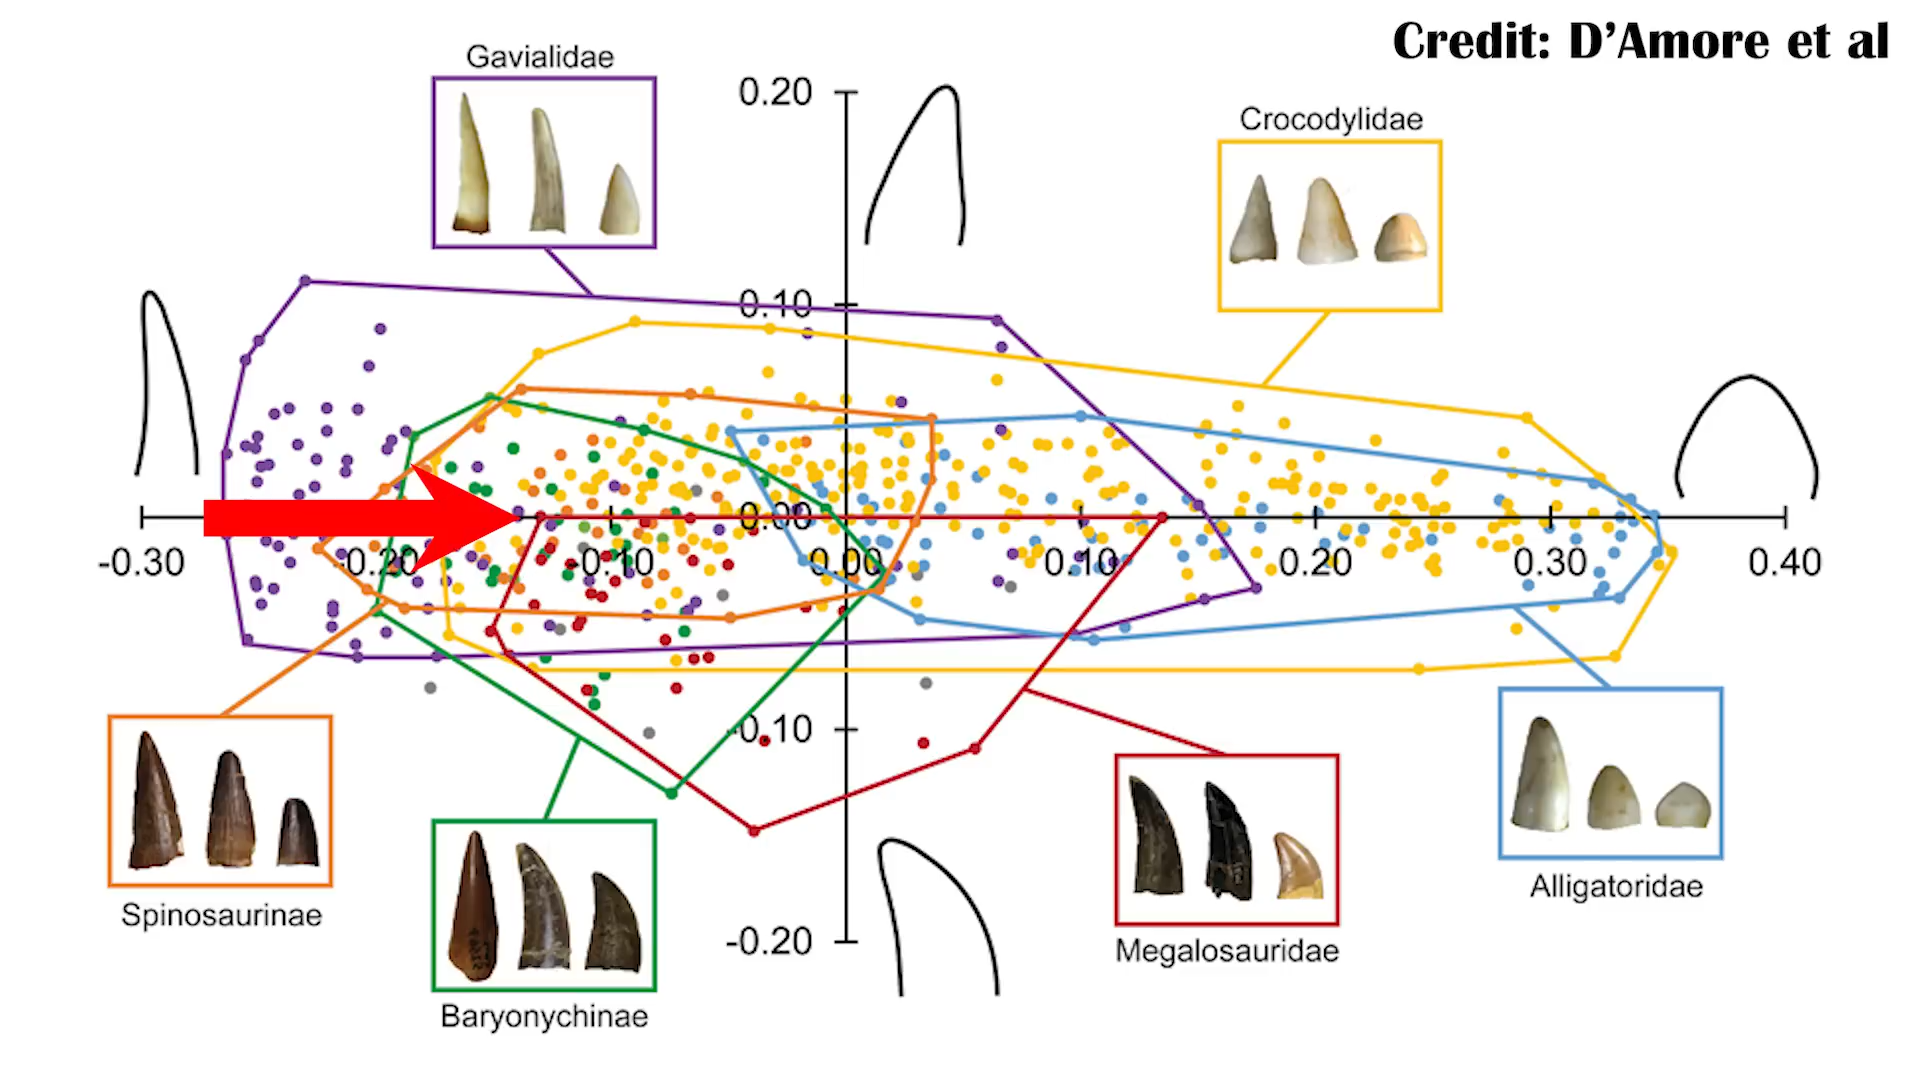 Credit: D’Amore et al
Gavialidae
0.20
Crocodylidae
0.10
0.00
-0.30
-0.20
-0.10
0.00
0.10
0.20
0.30
0.40
-0.10
Spinosaurinae
Alligatoridae
-0.20
Megalosauridae
Baryonychinae